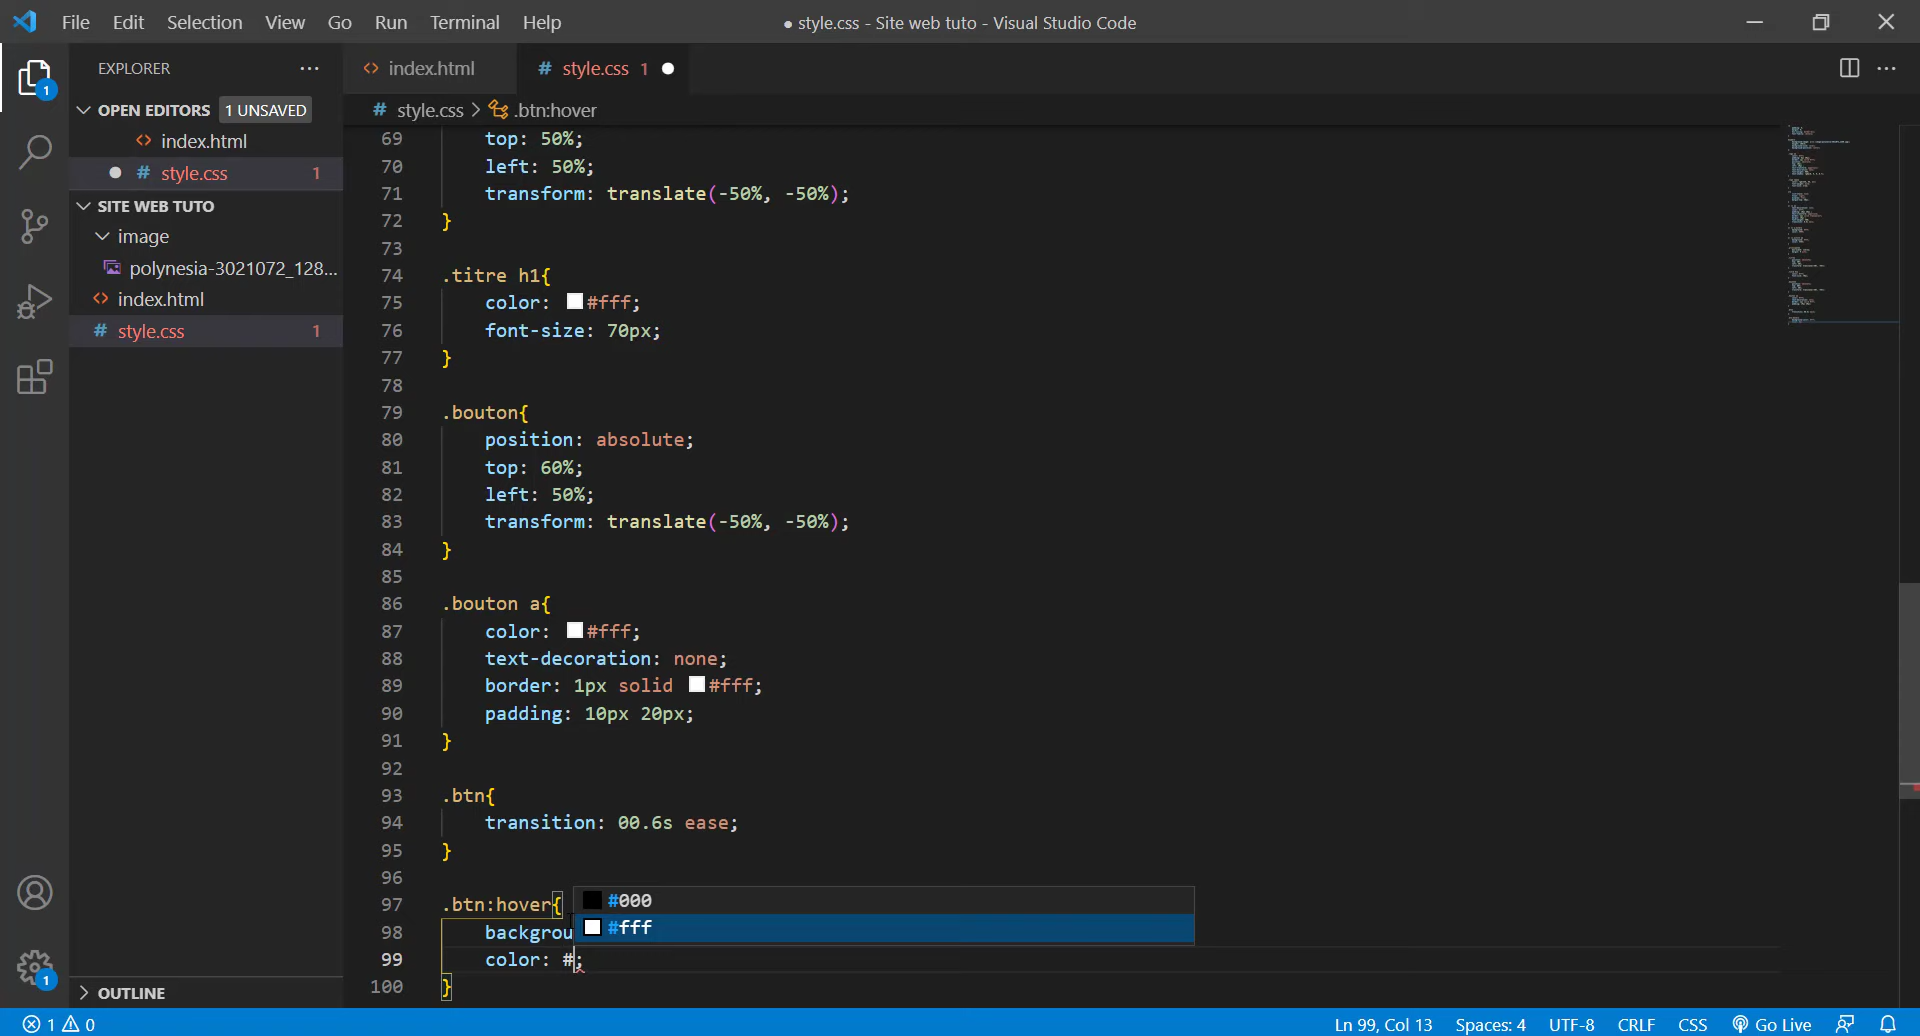 File Edit Selection View Go Run Terminal Help
● style.css - Site web tuto - Visual Studio Code
EXPLORER
index.html
# style.css 1
OPEN EDITORS 1 UNSAVED
# style.css > .btn:hover
index.html
# style.css 1
SITE WEB TUTO
image
polynesia-3021072_128...
index.html
# style.css 1
69 top: 50%;
70 left: 50%;
71 transform: translate(-50%, -50%);
72 }
73
74 .titre h1{
75 color: #fff;
76 font-size: 70px;
77 }
78
79 .bouton{
80 position: absolute;
81 top: 60%;
82 left: 50%;
83 transform: translate(-50%, -50%);
84 }
85
86 .bouton a{
87 color: #fff;
88 text-decoration: none;
89 border: 1px solid #fff;
90 padding: 10px 20px;
91 }
92
93 .btn{
94 transition: 00.6s ease;
95 }
96
97 .btn:hover{
#000
98 backgrou
#fff
99 color: #;
100 }
OUTLINE
1
1
1 0
Ln 99, Col 13 Spaces: 4 UTF-8 CRLF CSS Go Live